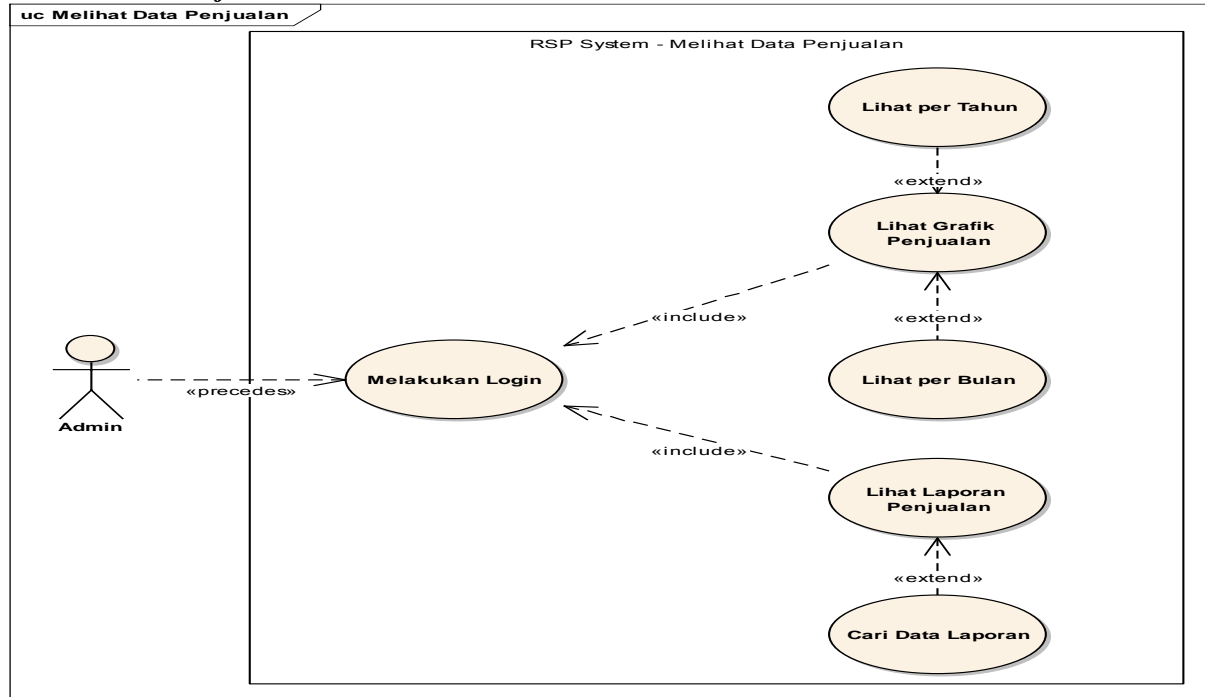 uc Melihat Data Penjualan
RSP System - Melihat Data Penjualan
Lihat per Tahun
«extend»
Lihat Grafik
Penjualan
«include»
«extend»
Melakukan Login
Lihat per Bulan
«precedes»
Admin
«include»
Lihat Laporan
Penjualan
«extend»
Cari Data Laporan